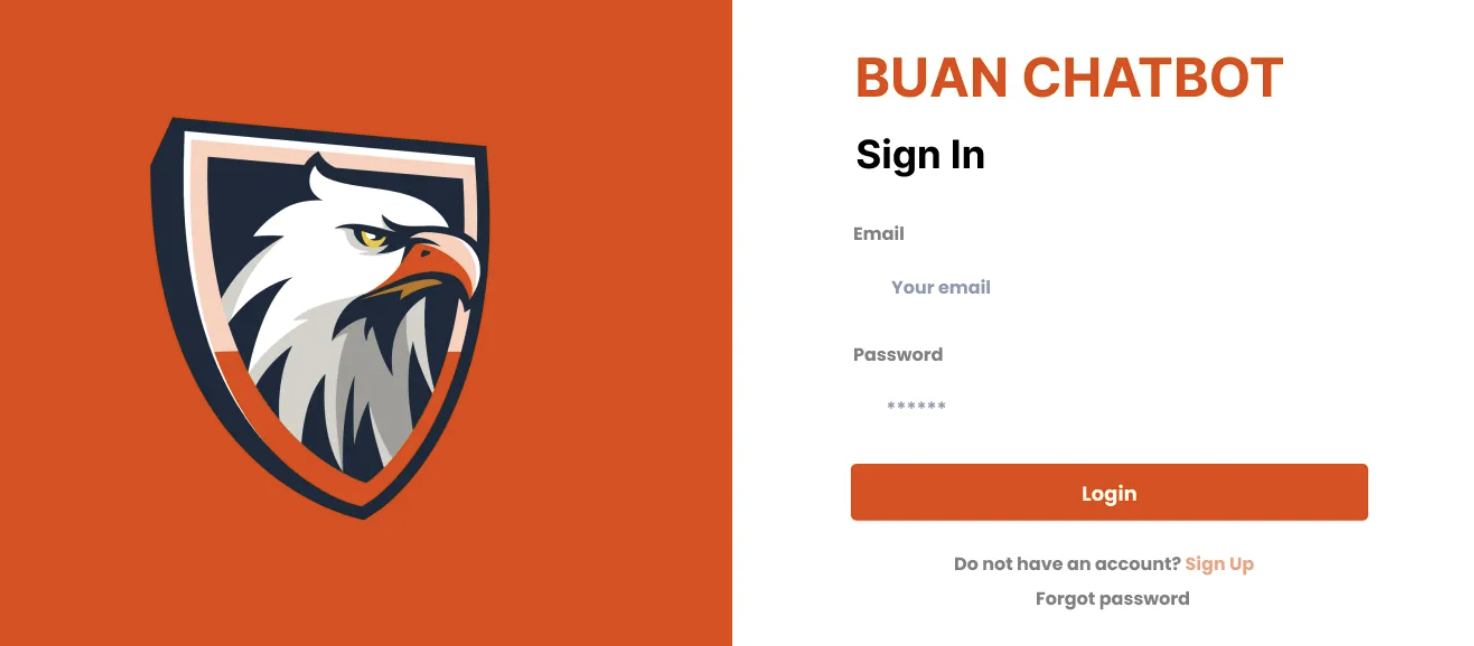 BUAN CHATBOT
Sign In
Email
Your email
Password
******
Login
Do not have an account? Sign Up
Forgot password